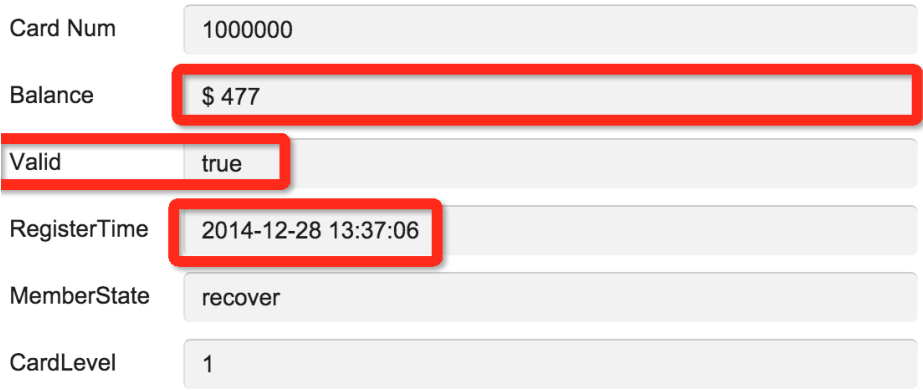 Card Num 1000000
Balance $ 477
Valid true
RegisterTime 2014-12-28 13:37:06
MemberState recover
CardLevel 1